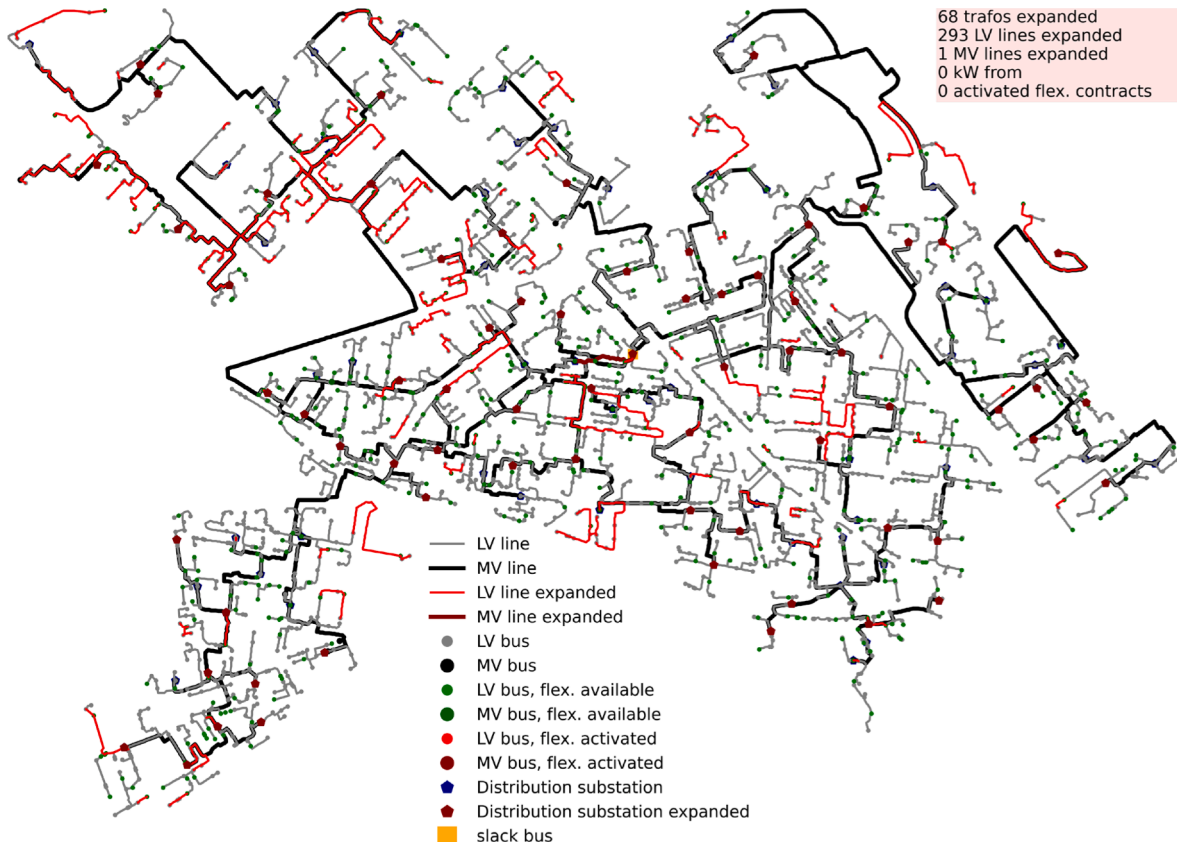 68 trafos expanded
293 LV lines expanded
1 MV lines expanded
0 kW from
0 activated flex. contracts
LV line
MV line
LV line expanded
MV line expanded
LV bus
MV bus
LV bus, flex. available
MV bus, flex. available
LV bus, flex. activated
MV bus, flex. activated
Distribution substation
Distribution substation expanded
slack bus